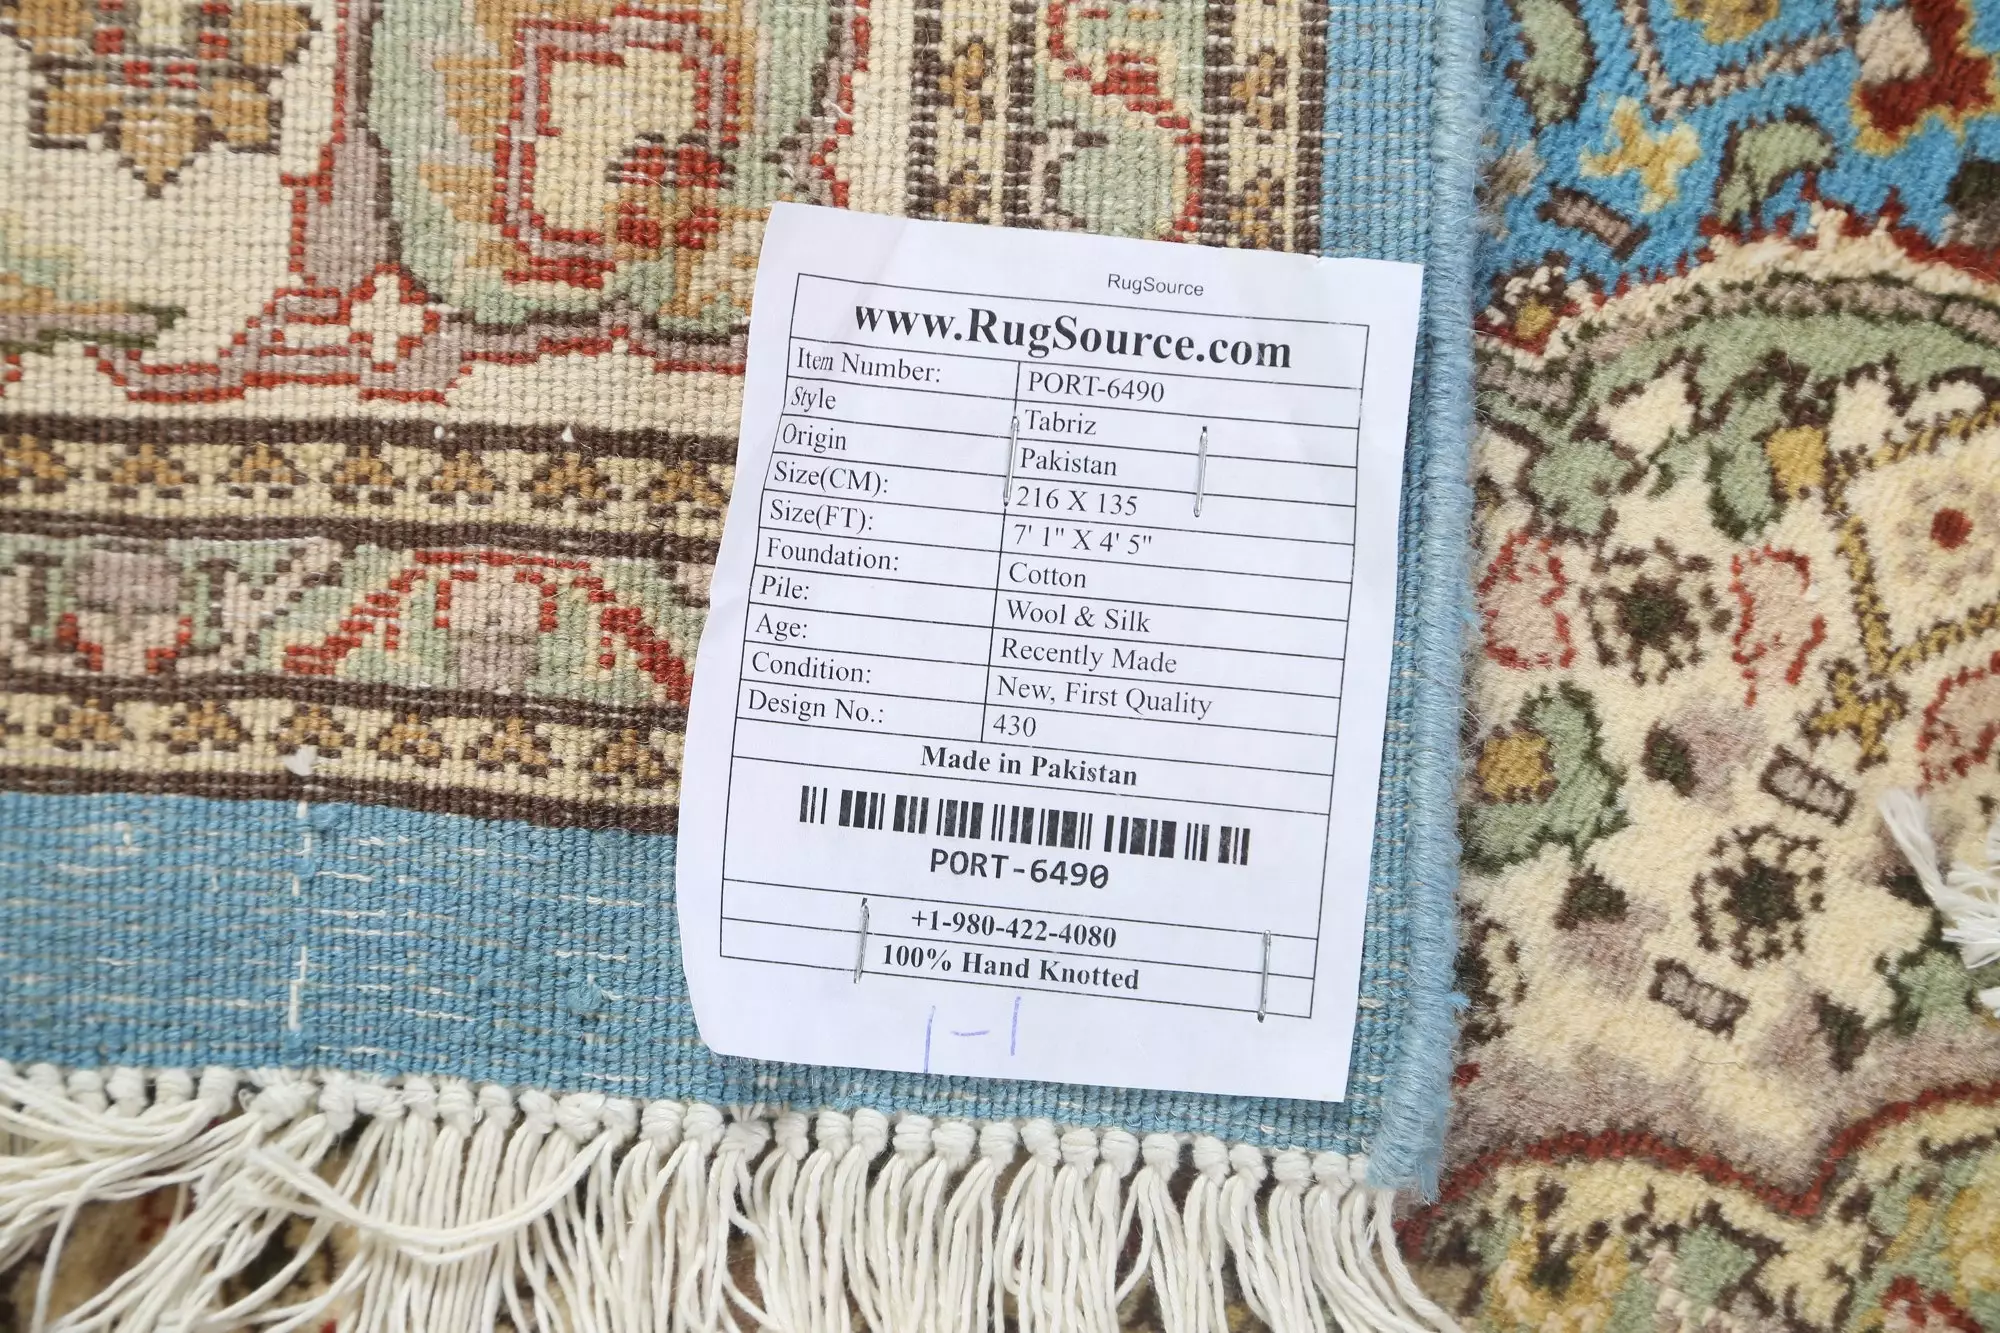 RugSource
www.RugSource.com
Item Number: PORT-6490
Style Tabriz
Origin Pakistan
Size(CM): 216 X 135
Size(FT): 7' 1" X 4' 5"
Foundation: Cotton
Pile: Wool & Silk
Age: Recently Made
Condition: New, First Quality
Design No.: 430
Made in Pakistan
PORT-6490
+1-980-422-4080
100% Hand Knotted
1-1